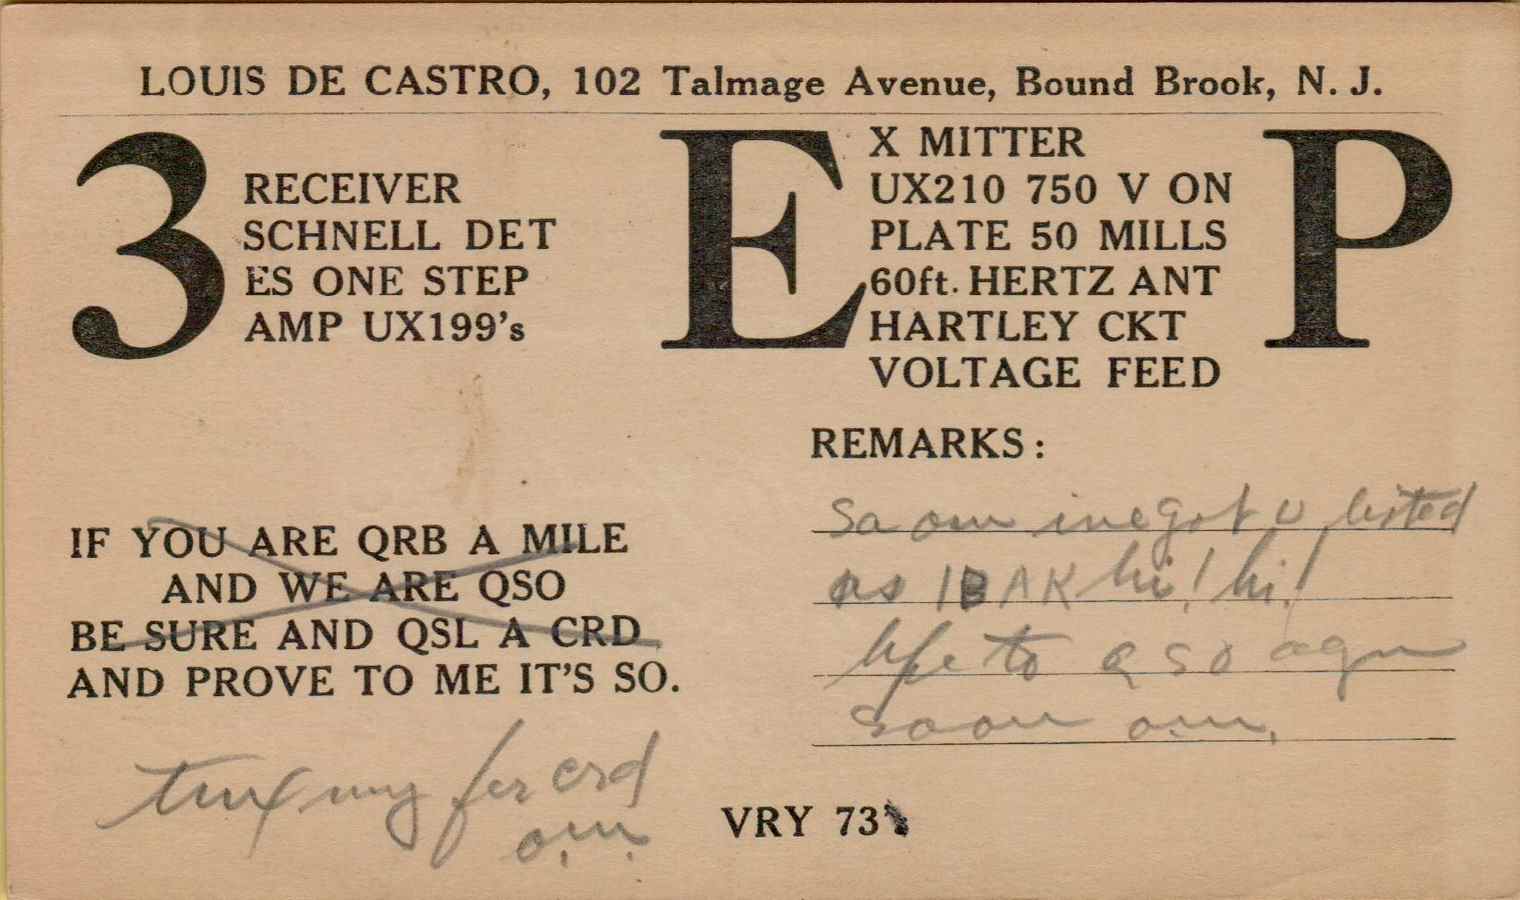 LOUIS DE CASTRO, 102 Talmage Avenue, Bound Brook, N. J.
3 E P
RECEIVER
SCHNELL DET
ES ONE STEP
AMP UX199's
X MITTER
UX210 750 V ON
PLATE 50 MILLS
60ft. HERTZ ANT
HARTLEY CKT
VOLTAGE FEED
REMARKS:
Sa om got u listed
as 1BAK hi! hi!
to QSO agn
soon om.
IF YOU ARE QRB A MILE
AND WE ARE QSO
BE SURE AND QSL A CRD
AND PROVE TO ME IT'S SO.
tnx fer crd
o.m.
VRY 73